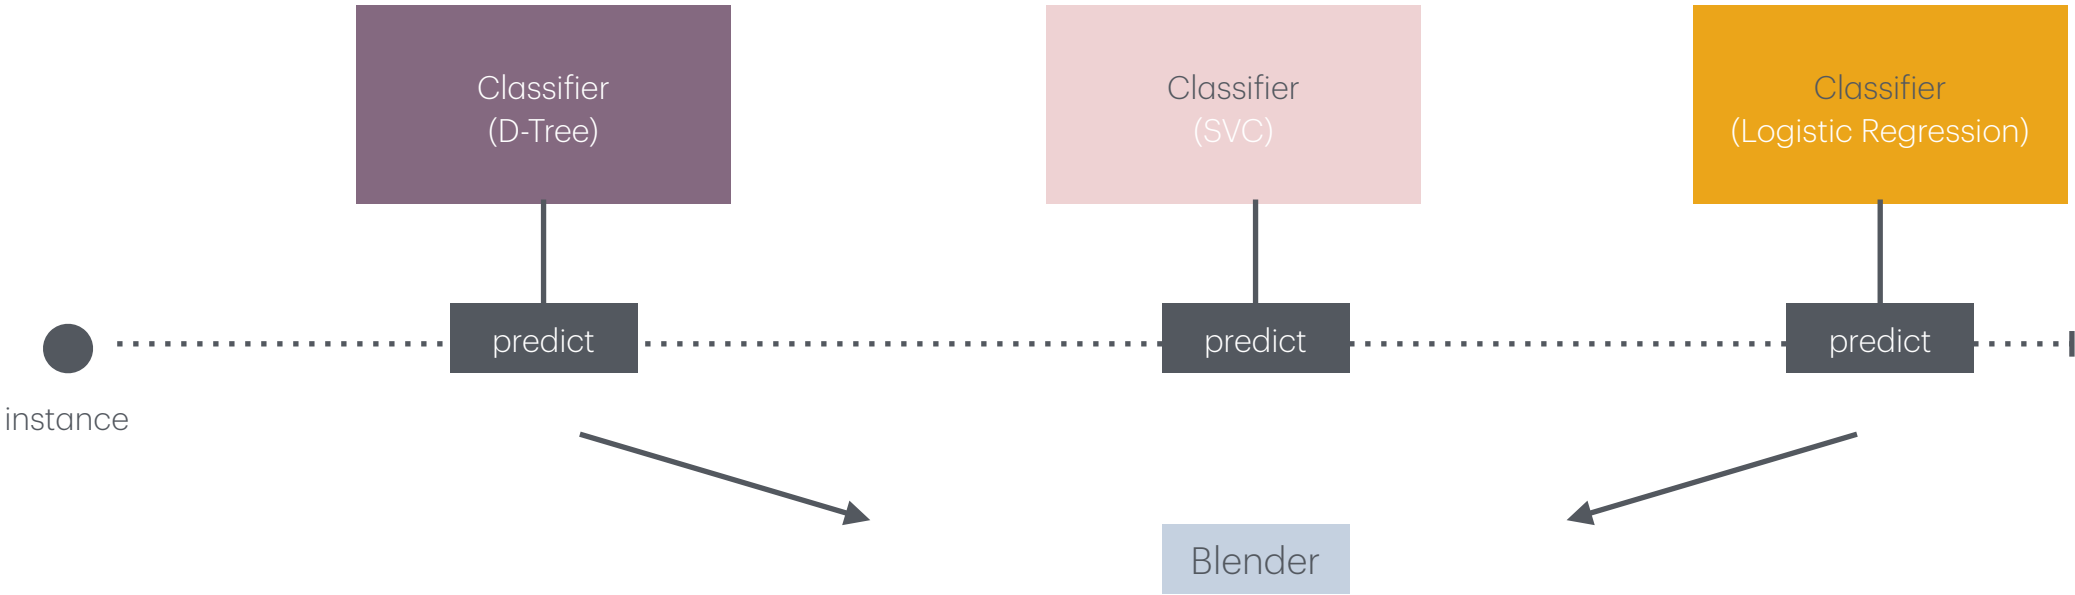 Classifier
(D-Tree)
Classifier
(SVC)
Classifier
(Logistic Regression)
predict
predict
predict
instance
Blender